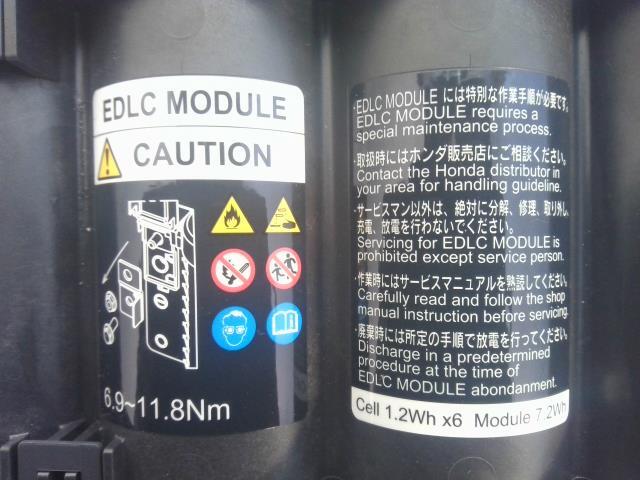 EDLC MODULE
CAUTION
6.9~11.8Nm
・EDLC MODULE には特別な作業手順が必要です。
EDLC MODULE requires a
special maintenance process.
・取扱時にはホンダ販売店にご相談ください。
Contact the Honda distributor in
your area for handling guideline.
・サービスマン以外は、絶対に分解、修理、取り外し、
充電、放電を行わないでください。
Servicing for EDLC MODULE is
prohibited except service person.
・作業時にはサービスマニュアルを熟読してください。
Carefully read and follow the shop
manual instruction before servicing.
・廃棄時には所定の手順で放電を行ってください。
Discharge in a predetermined
procedure at the time of
EDLC MODULE abondanment.
Cell 1.2Wh x6 Module 7.2Wh